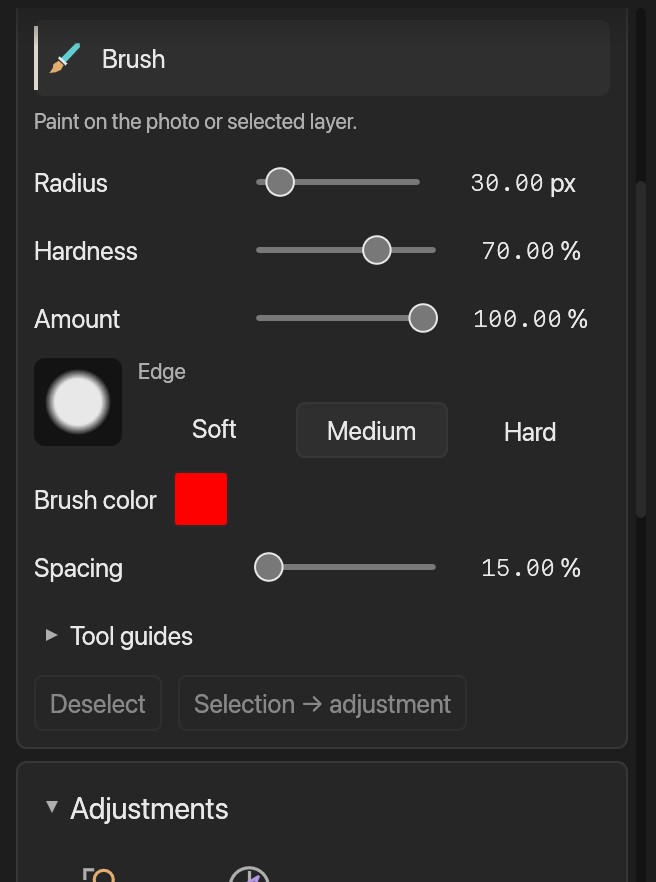 Brush
Paint on the photo or selected layer.
Radius 30.00 px
Hardness 70.00 %
Amount 100.00 %
Edge
Soft Medium Hard
Brush color
Spacing 15.00 %
Tool guides
Deselect Selection → adjustment
Adjustments